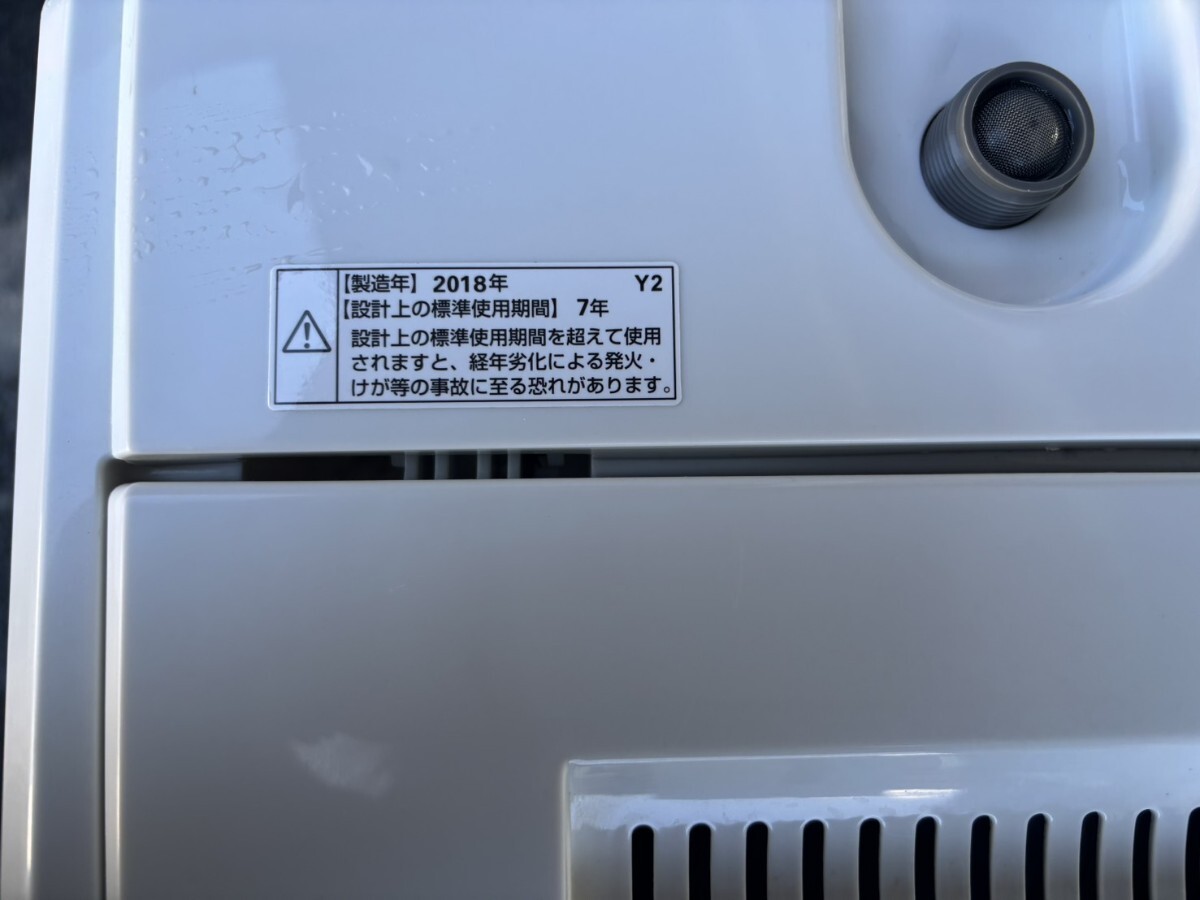 【製造年】 2018年 Y2
【設計上の標準使用期間】 7年
設計上の標準使用期間を超えて使用
されますと、経年劣化による発火・
けが等の事故に至る恐れがあります。